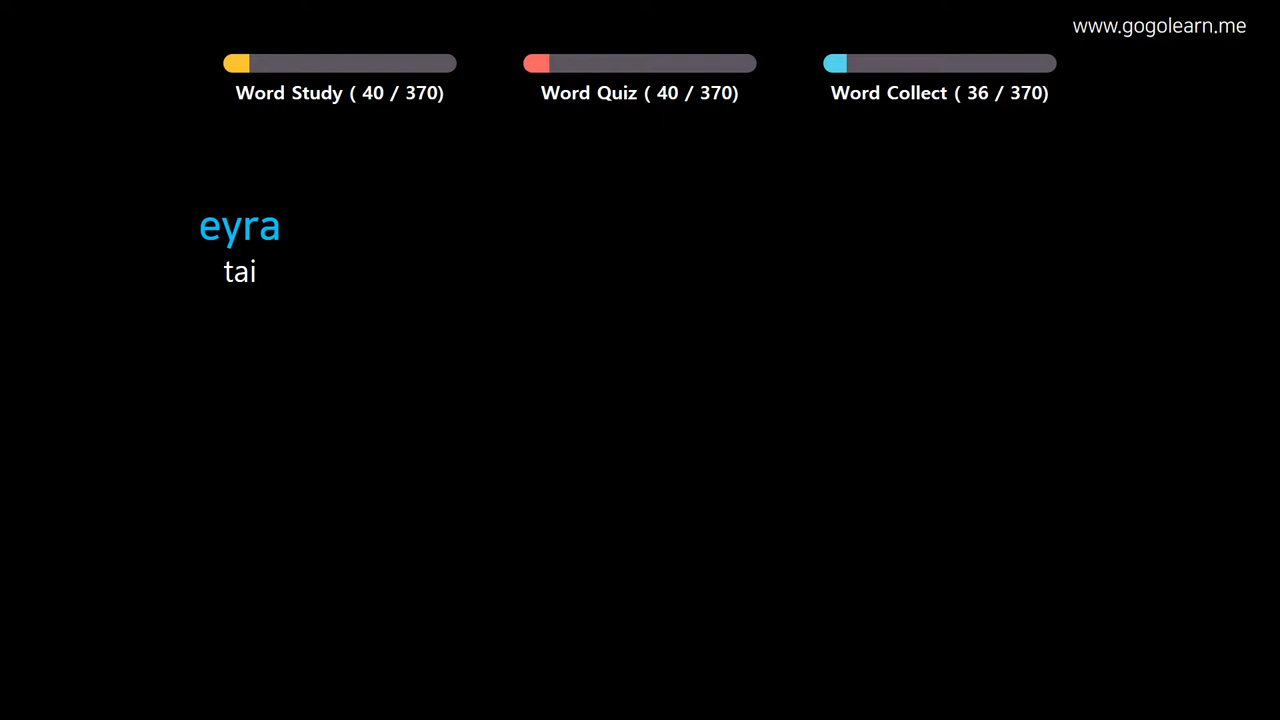 www.gogolearn.me
Word Study ( 40 / 370)
Word Quiz ( 40 / 370)
Word Collect ( 36 / 370)
eyra
tai